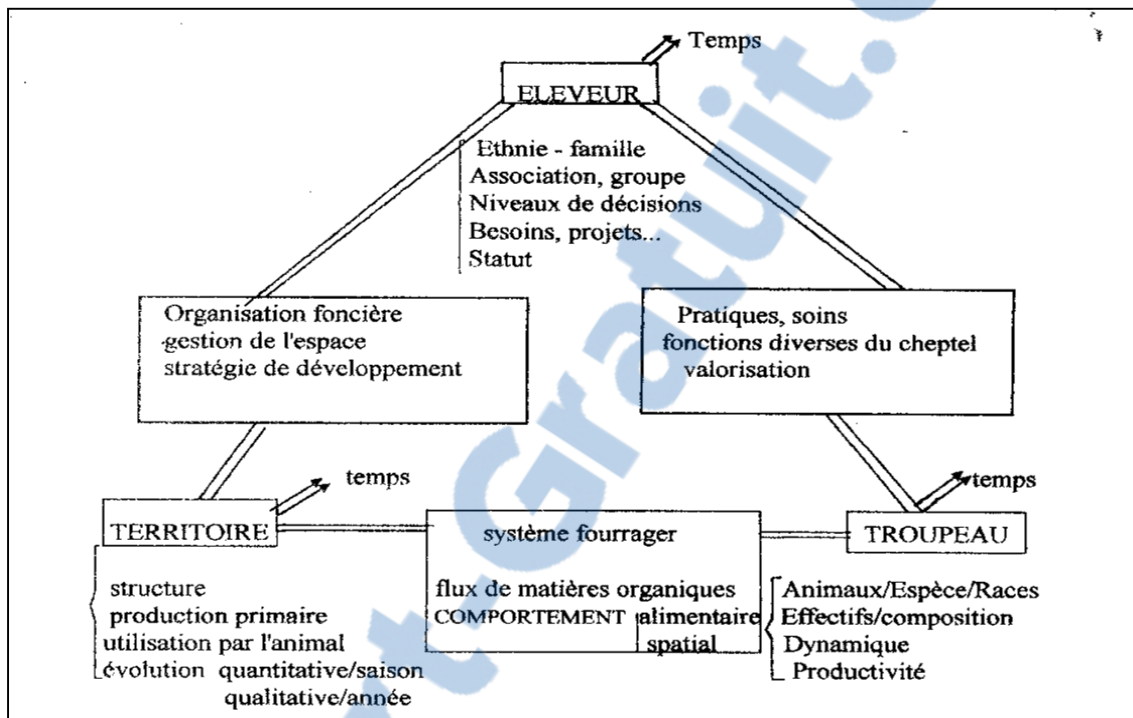 Temps
ELEVEUR
Ethnie - famille
Association, groupe
Niveaux de décisions
Besoins, projets...
Statut
Organisation foncière
gestion de l'espace
stratégie de développement
Pratiques, soins
fonctions diverses du cheptel
valorisation
temps
TERRITOIRE
structure
production primaire
utilisation par l'animal
évolution quantitative/saison
qualitative/année
système fourrager
flux de matières organiques
COMPORTEMENT alimentaire
spatial
temps
TROUPEAU
Animaux/Espèce/Races
Effectifs/composition
Dynamique
Productivité
t-Gratuit.c